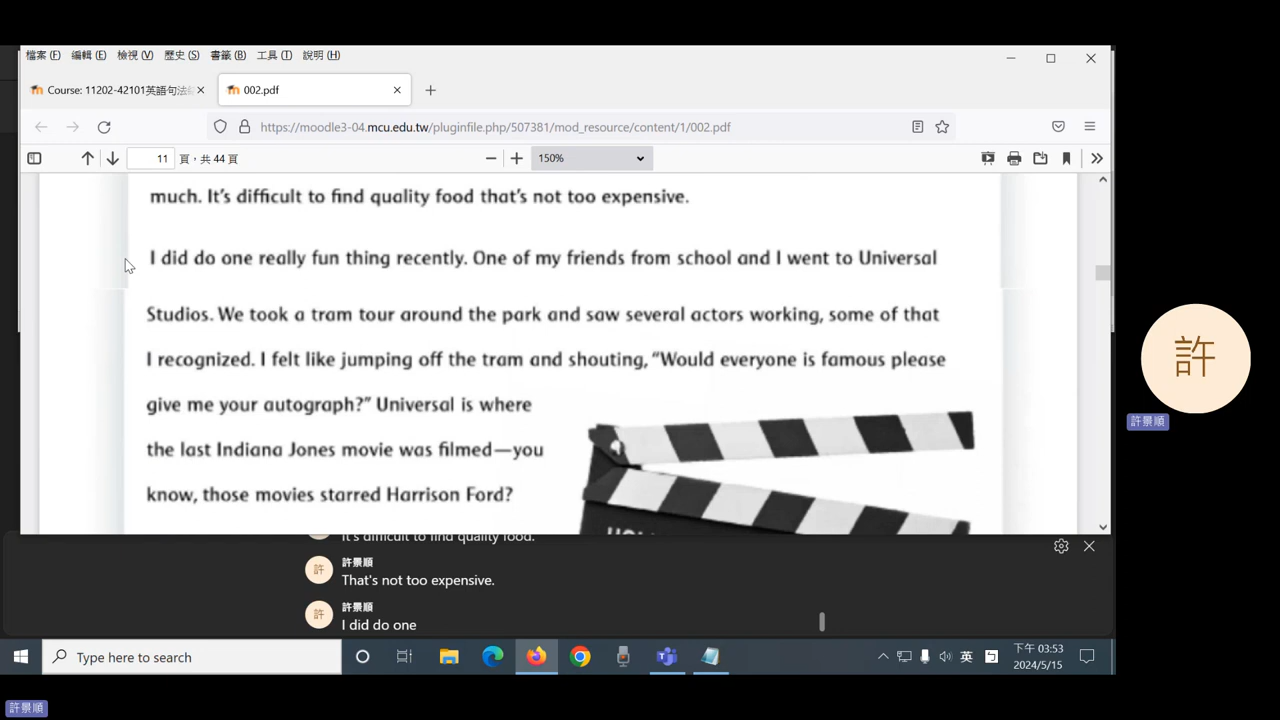 檔案 (F) 編輯 (E) 檢視 (V) 歷史 (S) 書籤 (B) 工具 (T) 說明 (H)
Course: 11202-42101英語句法
002.pdf
https://moodle3-04.mcu.edu.tw/pluginfile.php/507381/mod_resource/content/1/002.pdf
11 頁，共 44 頁
150%
much. It's difficult to find quality food that's not too expensive.
I did do one really fun thing recently. One of my friends from school and I went to Universal
Studios. We took a tram tour around the park and saw several actors working, some of that
I recognized. I felt like jumping off the tram and shouting, "Would everyone is famous please
give me your autograph?" Universal is where
the last Indiana Jones movie was filmed—you
know, those movies starred Harrison Ford?
It's difficult to find quality food.
許 許景順
That's not too expensive.
許 許景順
I did do one
許
許景順
Type here to search
英
下午 03:53
2024/5/15
許景順